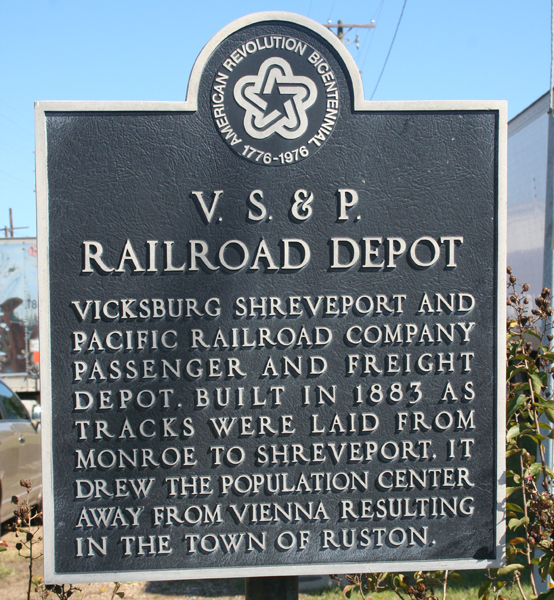 AMERICAN REVOLUTION BICENTENNIAL
1776-1976
V. S. & P.
RAILROAD DEPOT
VICKSBURG SHREVEPORT AND
PACIFIC RAILROAD COMPANY
PASSENGER AND FREIGHT
DEPOT. BUILT IN 1883 AS
TRACKS WERE LAID FROM
MONROE TO SHREVEPORT. IT
DREW THE POPULATION CENTER
AWAY FROM VIENNA RESULTING
IN THE TOWN OF RUSTON.